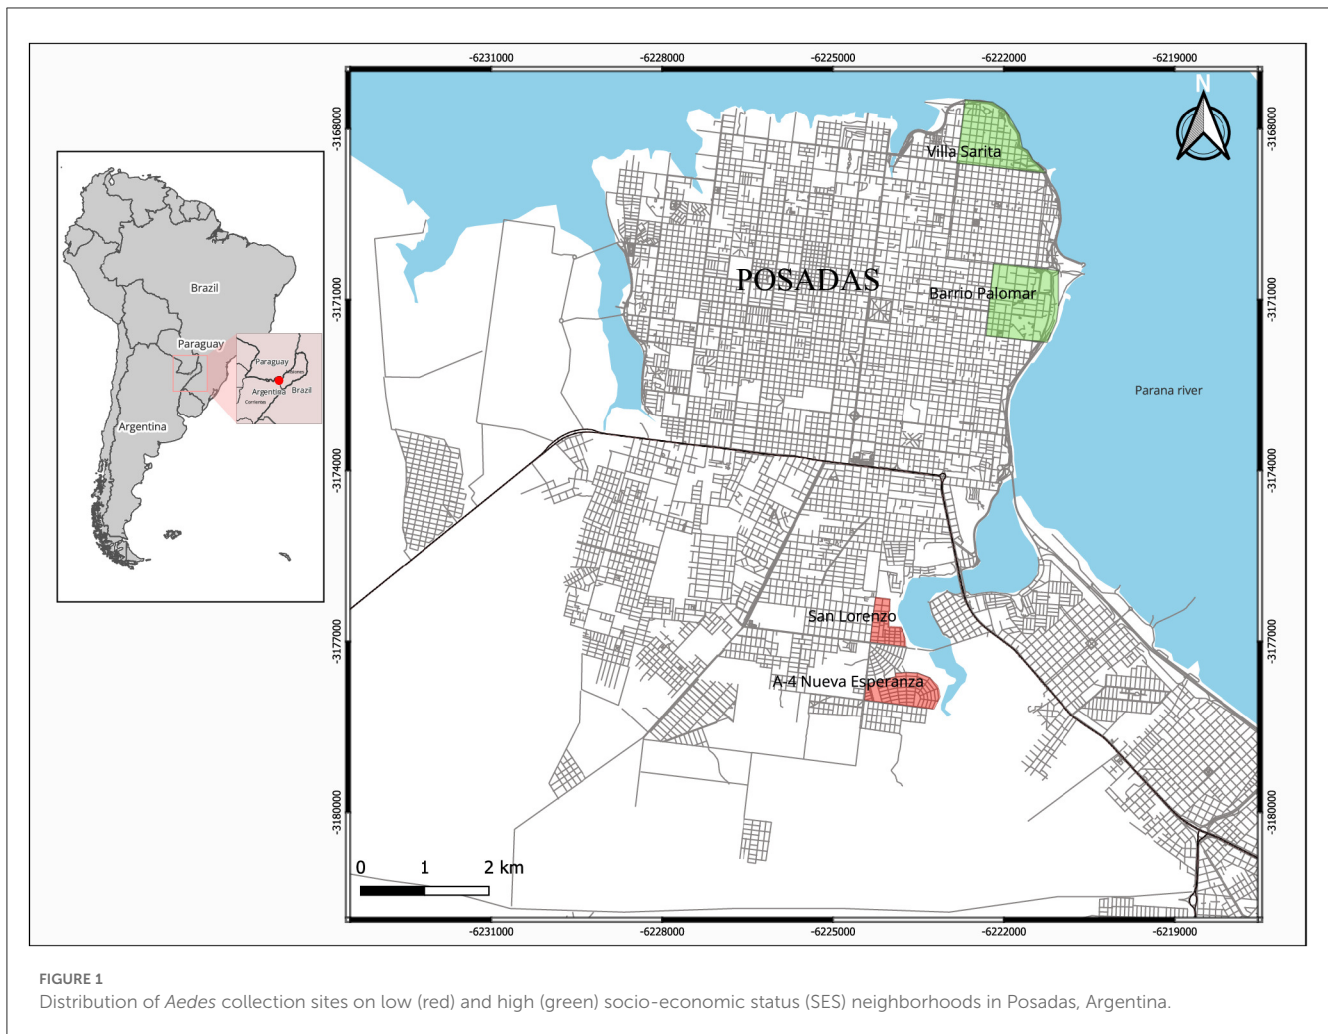 -6231000
-6228000
-6225000
-6222000
-6219000
N
-3168000
-3168000
Villa Sarita
Brazil
POSADAS
Barrio Palomar
-3171000
-3171000
Paraguay
Paraguay
Misiones
Argentina
Brazil
Corrientes
Parana river
Argentina
-3174000
-3174000
San Lorenzo
-3177000
-3177000
A-4 Nueva Esperanza
-3180000
-3180000
0 1 2 km
-6231000
-6228000
-6225000
-6222000
-6219000
FIGURE 1
Distribution of Aedes collection sites on low (red) and high (green) socio-economic status (SES) neighborhoods in Posadas, Argentina.